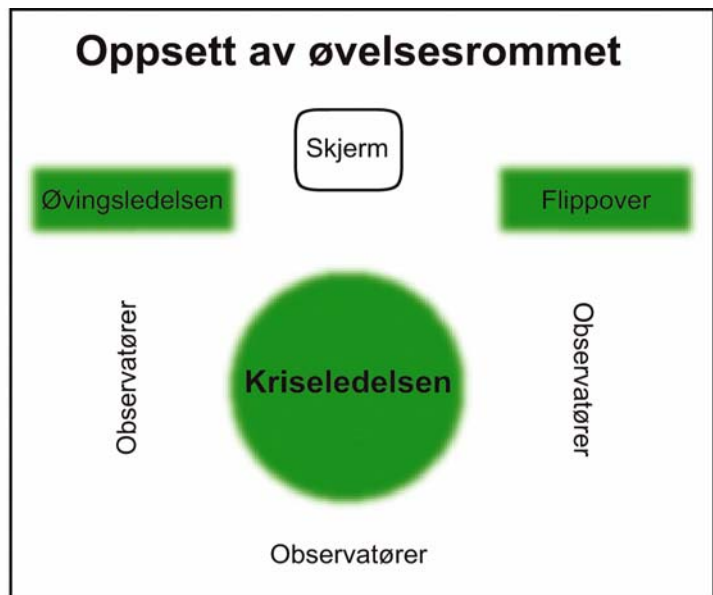 Oppsett av øvelsesrommet
Skjerm
Øvingsledelsen
Flippover
Observatører
Kriseledelsen
Observatører
Observatører